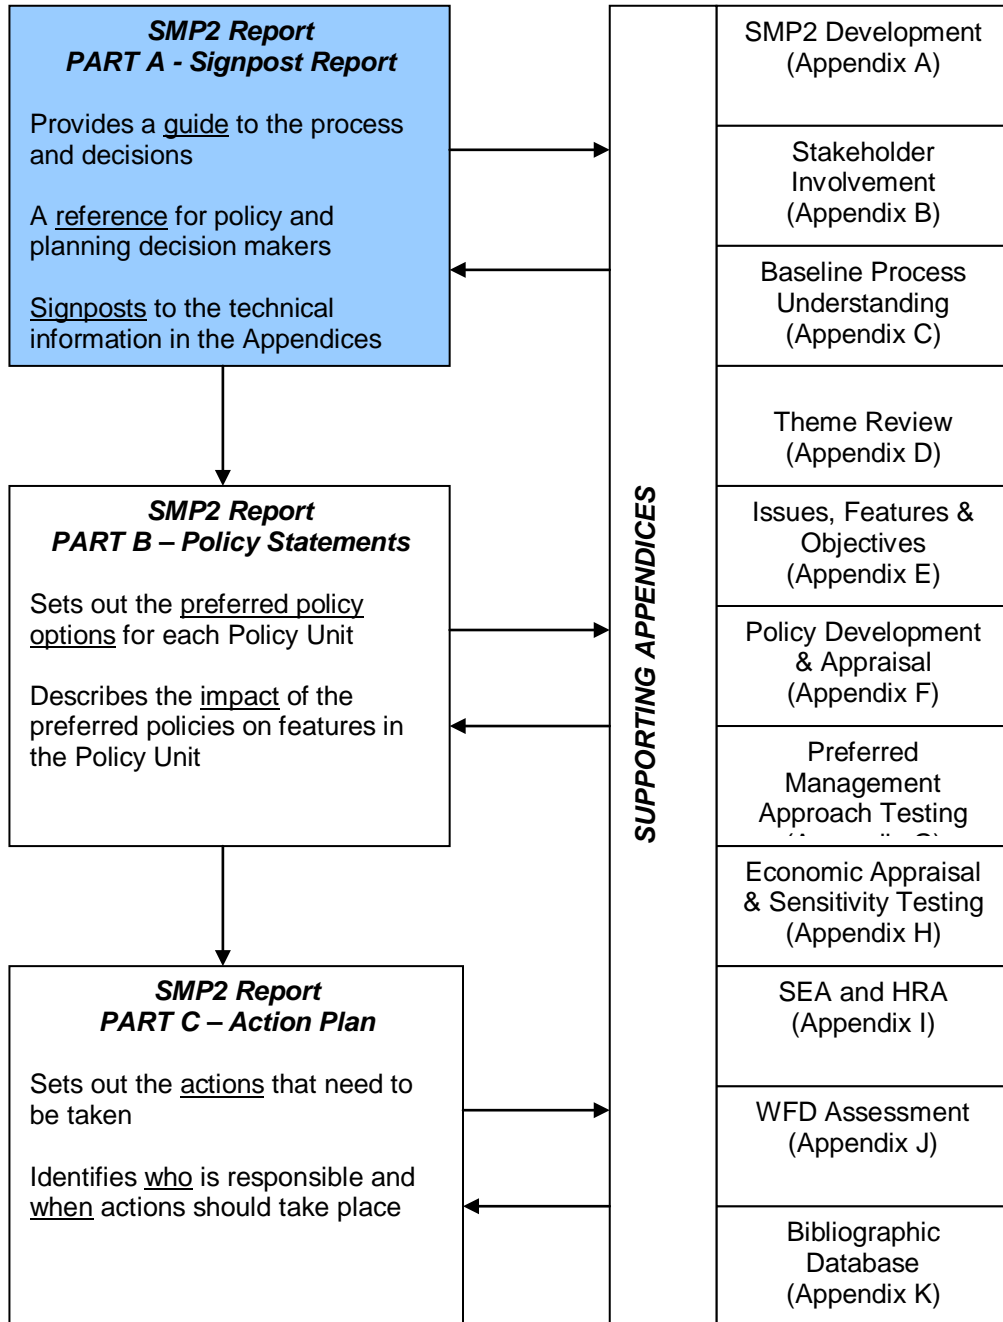 SMP2 Report
PART A - Signpost Report
Provides a guide to the process
and decisions
A reference for policy and
planning decision makers
Signposts to the technical
information in the Appendices
SMP2 Report
PART B – Policy Statements
Sets out the preferred policy
options for each Policy Unit
Describes the impact of the
preferred policies on features in
the Policy Unit
SMP2 Report
PART C – Action Plan
Sets out the actions that need to
be taken
Identifies who is responsible and
when actions should take place
SUPPORTING APPENDICES
SMP2 Development
(Appendix A)
Stakeholder
Involvement
(Appendix B)
Baseline Process
Understanding
(Appendix C)
Theme Review
(Appendix D)
Issues, Features &
Objectives
(Appendix E)
Policy Development
& Appraisal
(Appendix F)
Preferred
Management
Approach Testing
Economic Appraisal
& Sensitivity Testing
(Appendix H)
SEA and HRA
(Appendix I)
WFD Assessment
(Appendix J)
Bibliographic
Database
(Appendix K)